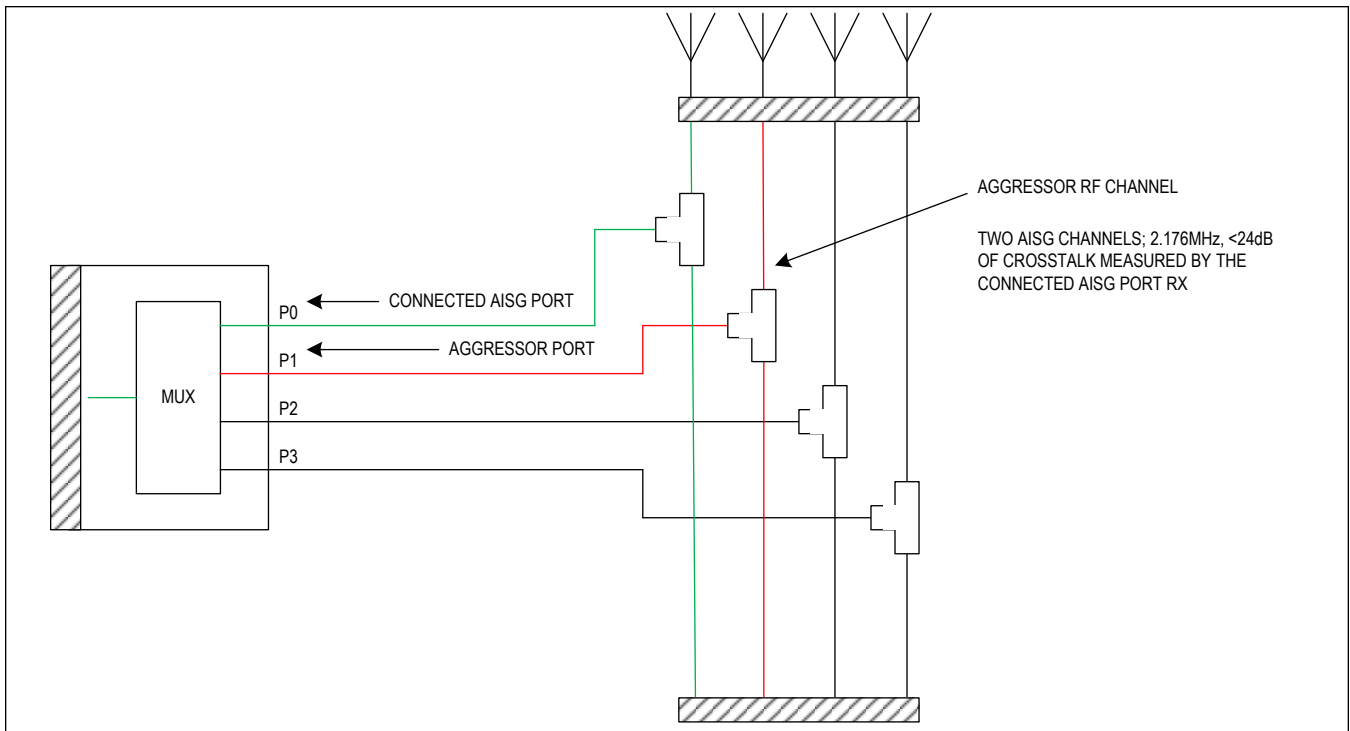 AGGRESSOR RF CHANNEL
TWO AISG CHANNELS; 2.176MHz, <24dB
OF CROSSTALK MEASURED BY THE
CONNECTED AISG PORT RX
CONNECTED AISG PORT
P0
AGGRESSOR PORT
P1
MUX
P2
P3